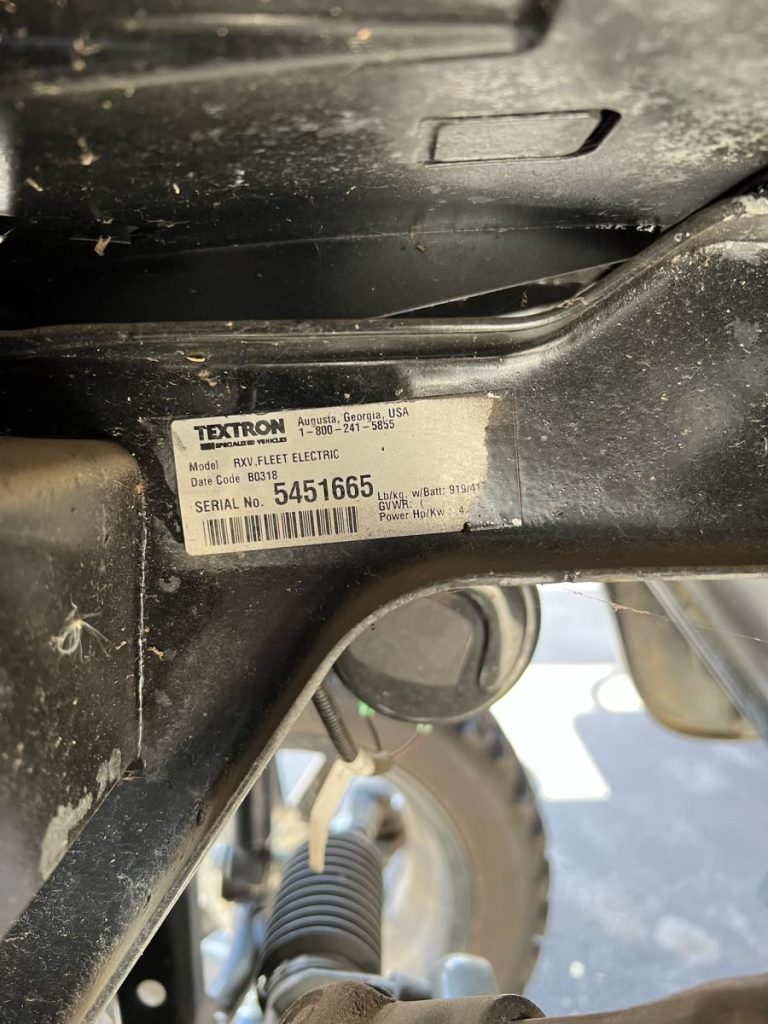 TEXTRON
SPECIALIZED VEHICLES
Augusta, Georgia, USA
1-800-241-5855
Model RXV,FLEET ELECTRIC
Date Code B0318
SERIAL No. 5451665
Lb/kg. w/Batt: 919/41
GVWR: (
Power Hp/Kw : 4.